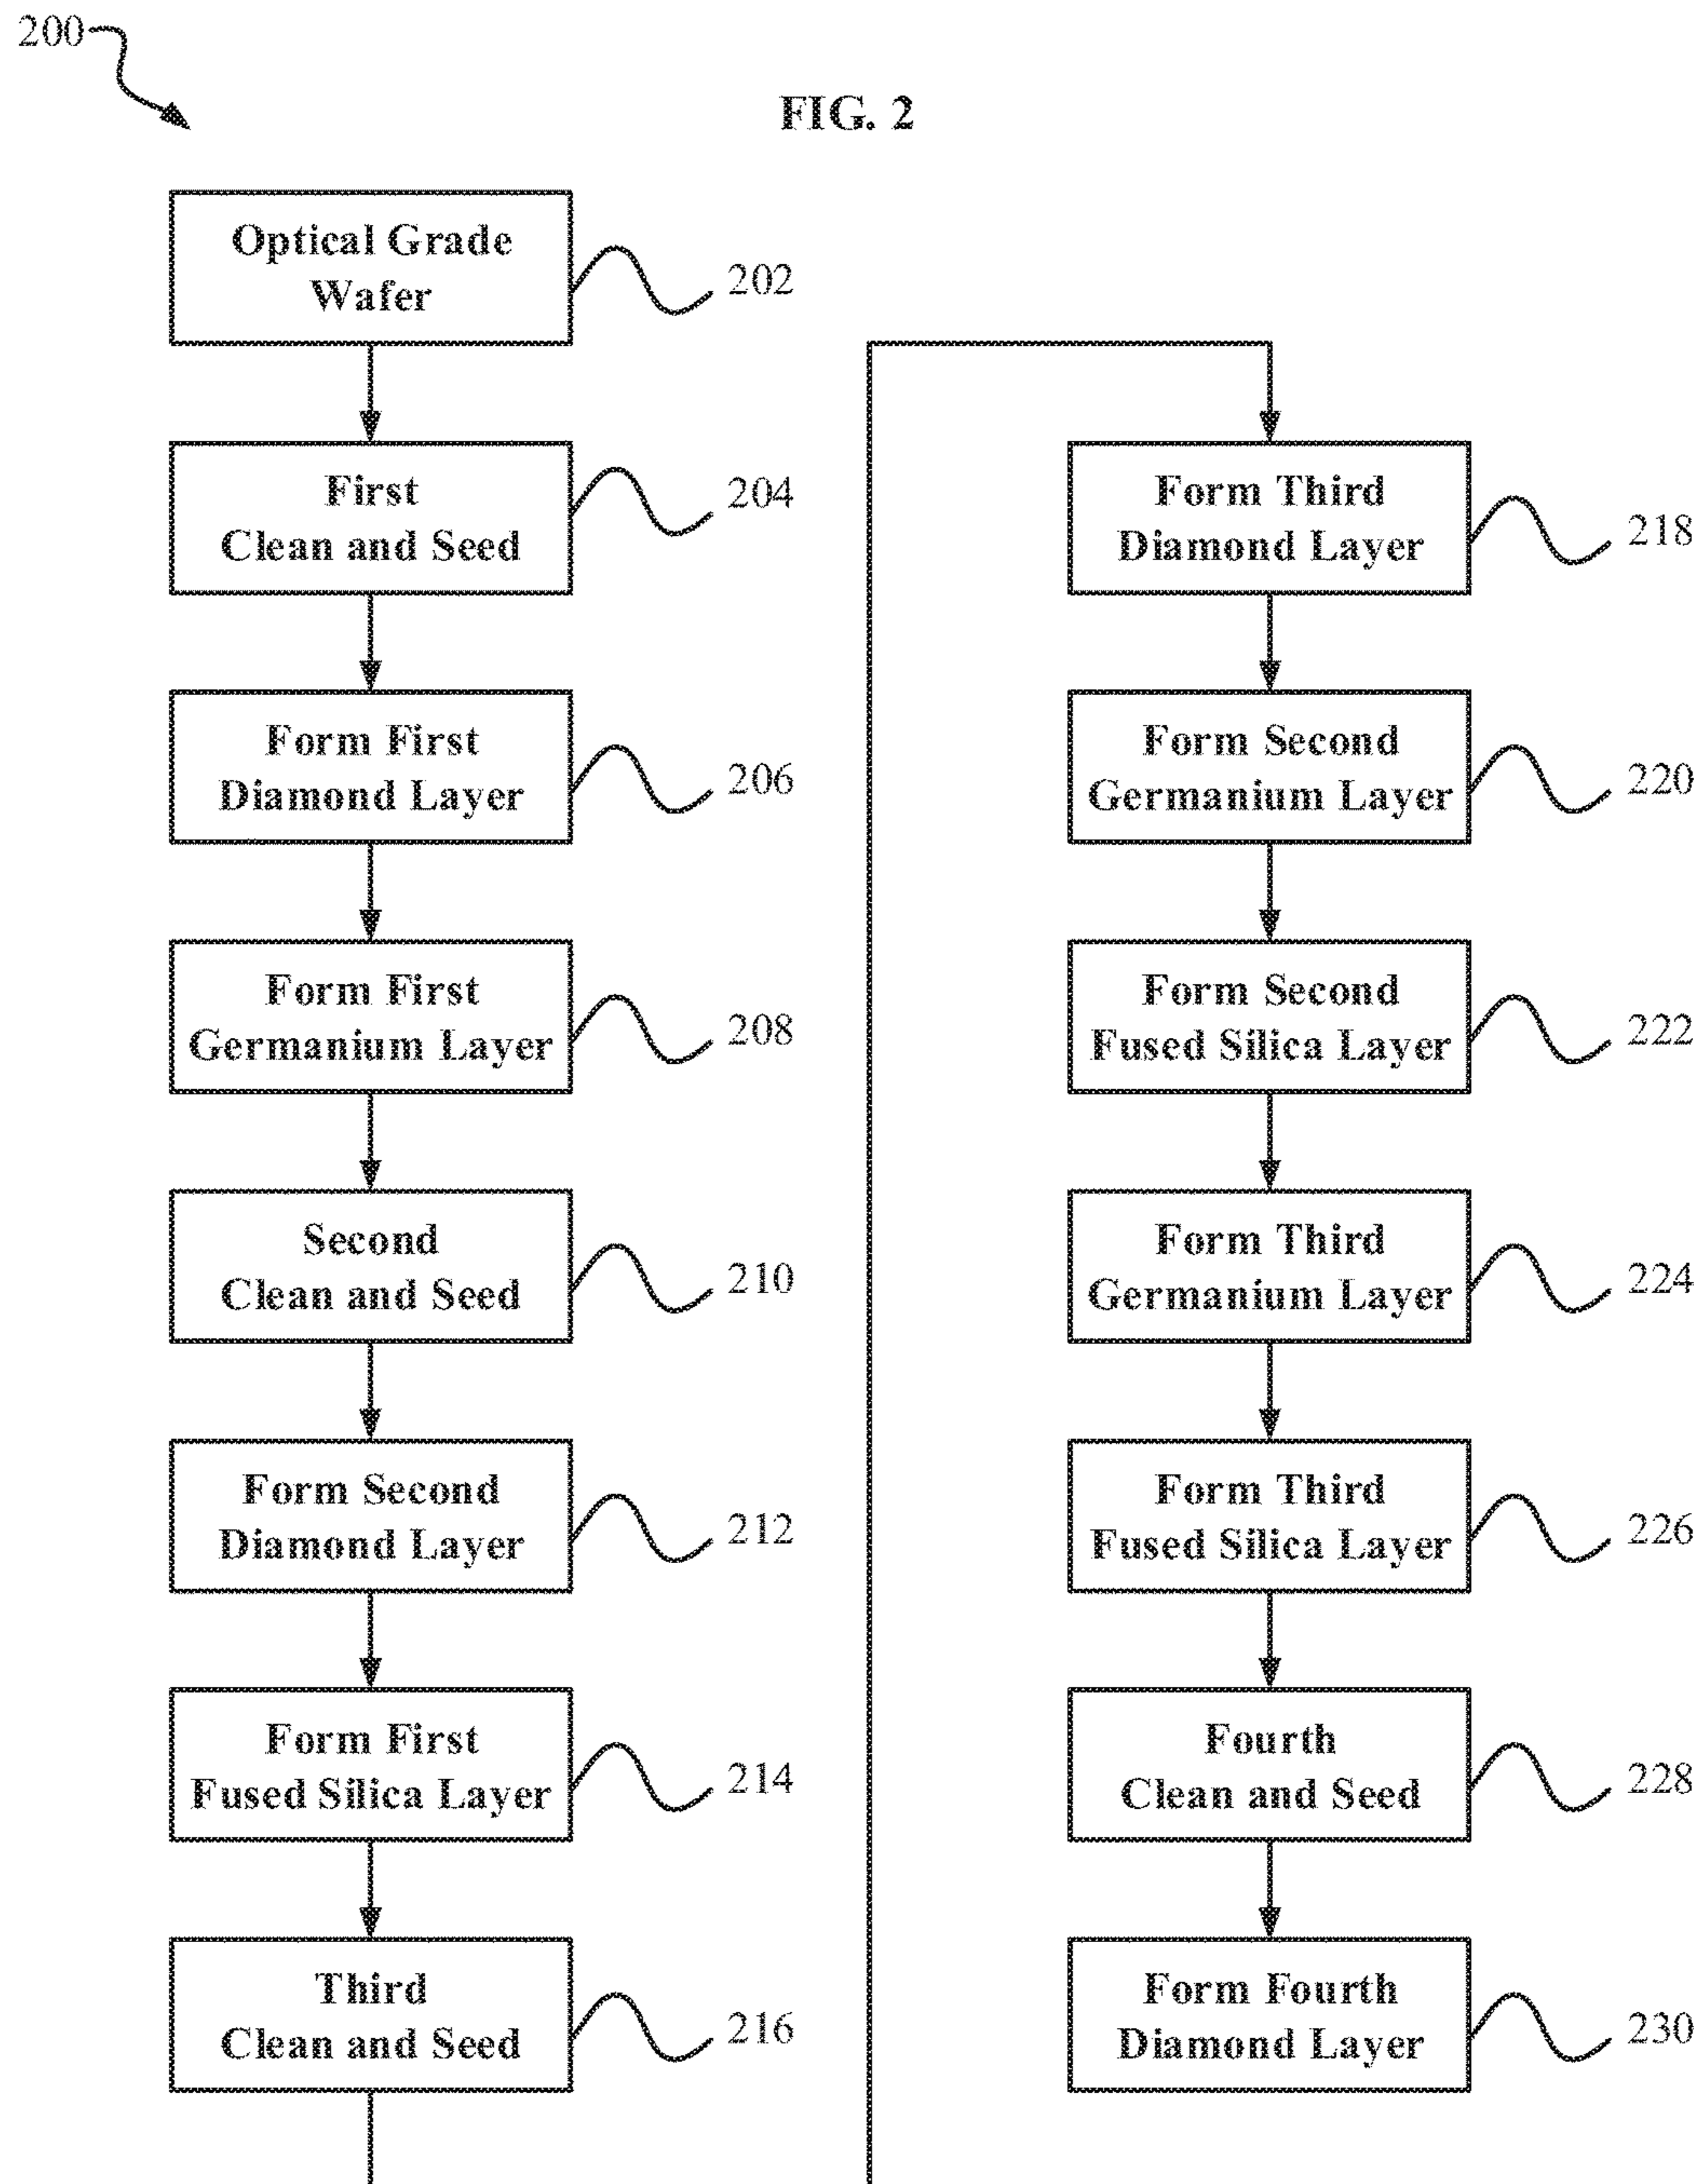 200
FIG. 2
Optical Grade
Wafer
202
First
Clean and Seed
204
Form First
Diamond Layer
206
Form First
Germanium Layer
208
Second
Clean and Seed
210
Form Second
Diamond Layer
212
Form First
Fused Silica Layer
214
Third
Clean and Seed
216
Form Third
Diamond Layer
218
Form Second
Germanium Layer
220
Form Second
Fused Silica Layer
222
Form Third
Germanium Layer
224
Form Third
Fused Silica Layer
226
Fourth
Clean and Seed
228
Form Fourth
Diamond Layer
230